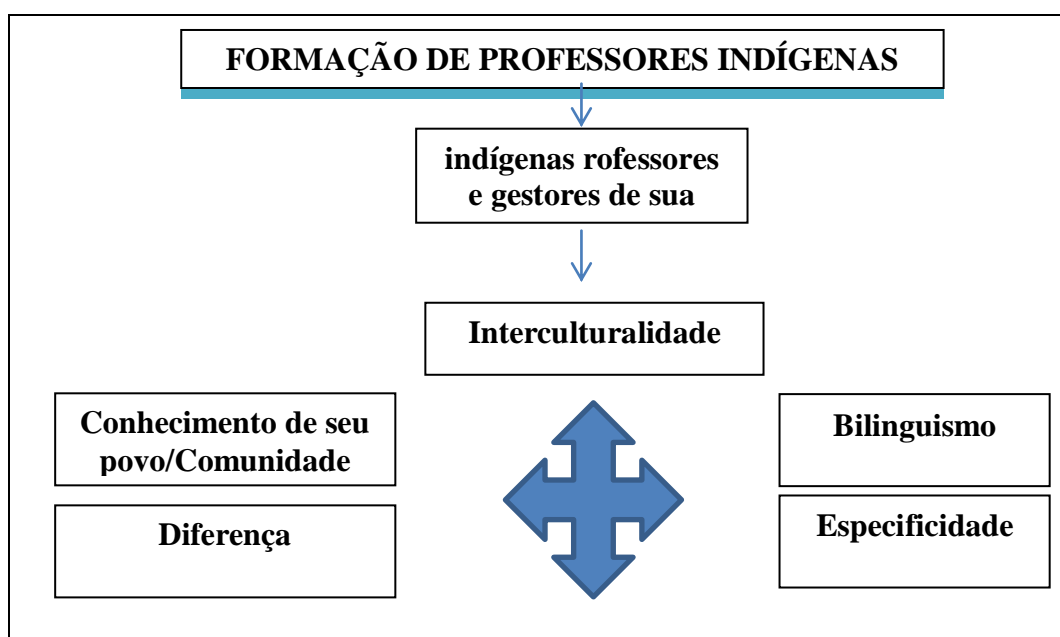 FORMAÇÃO DE PROFESSORES INDÍGENAS
indígenas rofessores
e gestores de sua
Interculturalidade
Conhecimento de seu
povo/Comunidade
Bilinguismo
Diferença
Especificidade